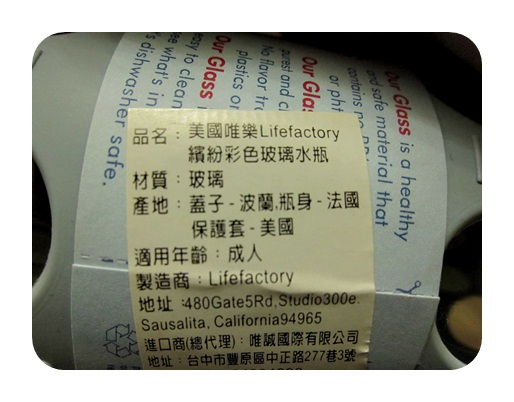 品名：美國唯樂Lifefactory
繽紛彩色玻璃水瓶
材質：玻璃
產地：蓋子-波蘭,瓶身-法國
保護套-美國
適用年齡：成人
製造商：Lifefactory
地址:480Gate5Rd,Studio300e.
Sausalita, California94965
進口商(總代理)：唯誠國際有限公司
地址:台中市豐原區中正路277巷3號
Our Glass is a healthy
and safe material that
contains no
or pht
Our Glas
purest and c
No flavor tr
plastics or
Our Glass
easy to clean
see what's in
's dishwasher safe.